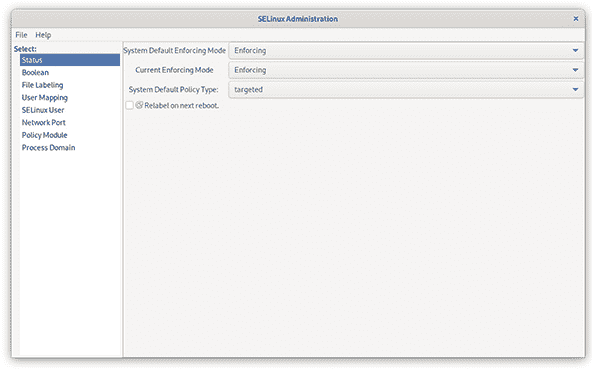 SELinux Administration
File Help
Select:
Status
Boolean
File Labeling
User Mapping
SELinux User
Network Port
Policy Module
Process Domain
System Default Enforcing Mode Enforcing
Current Enforcing Mode Enforcing
System Default Policy Type: targeted
Relabel on next reboot.